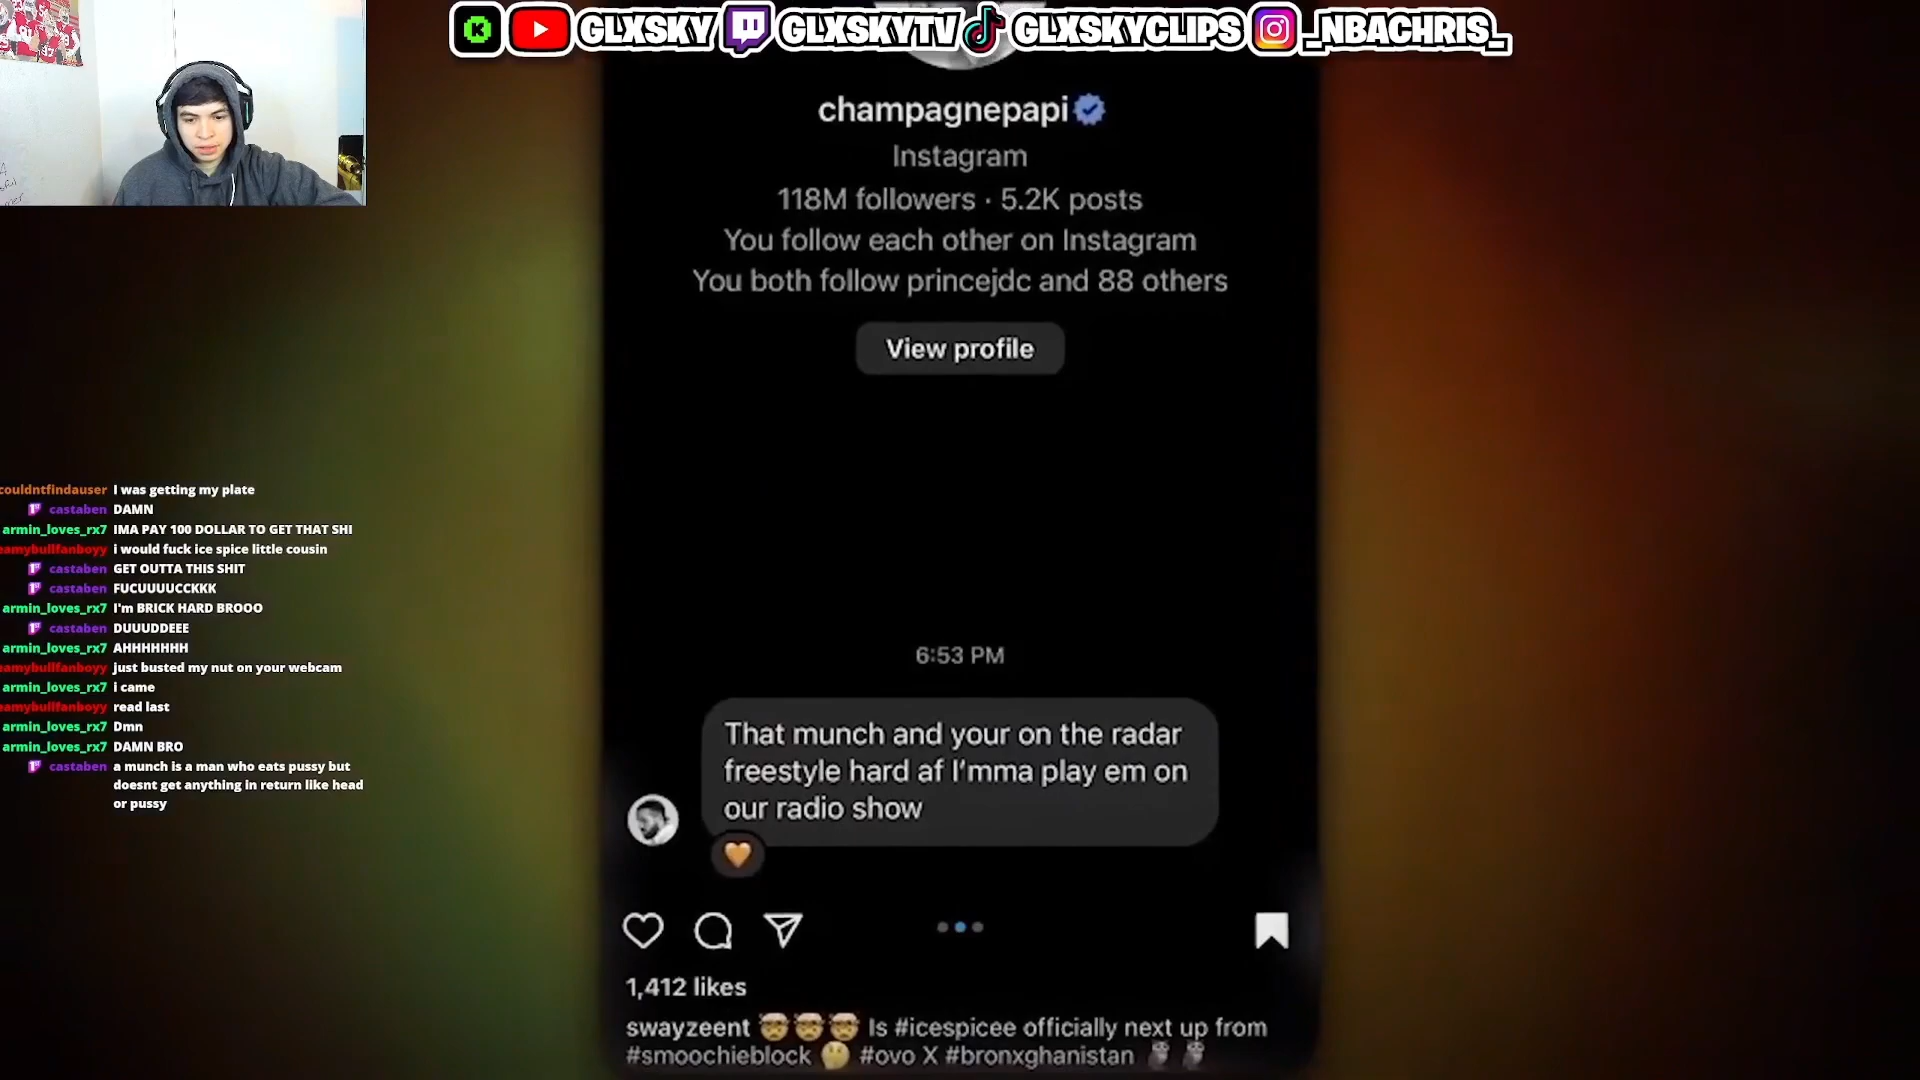 GLXSKY GLXSKYTV GLXSKYCLIPS _NBACHRIS_
champagnepapi
Instagram
118M followers · 5.2K posts
You follow each other on Instagram
You both follow princejdc and 88 others
View profile
6:53 PM
That munch and your on the radar
freestyle hard af I'mma play em on
our radio show
1,412 likes
swayzeent 🤯🤯🤯 Is #icespicee officially next up from
#smoochieblock 🤔 #ovo X #bronxghanistan
couldntfindauser I was getting my plate
castaben DAMN
armin_loves_rx7 IMA PAY 100 DOLLAR TO GET THAT SHI
eamybullfanboyy i would fuck ice spice little cousin
castaben GET OUTTA THIS SHIT
castaben FUCUUUUCCKKK
armin_loves_rx7 I'm BRICK HARD BROOO
castaben DUUUDDEEE
armin_loves_rx7 AHHHHHHH
eamybullfanboyy just busted my nut on your webcam
armin_loves_rx7 i came
eamybullfanboyy read last
armin_loves_rx7 Dmn
armin_loves_rx7 DAMN BRO
castaben a munch is a man who eats pussy but
doesnt get anything in return like head
or pussy